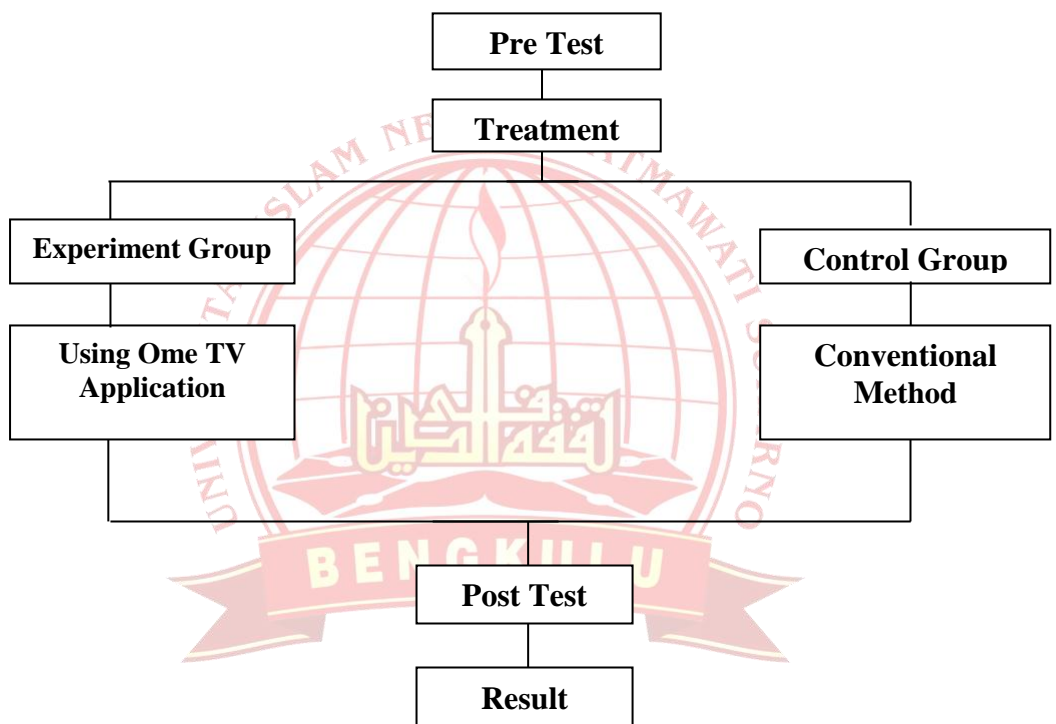 Pre Test
Treatment
Experiment Group
Control Group
Using Ome TV
Application
Conventional
Method
BENGKULU
Post Test
Result